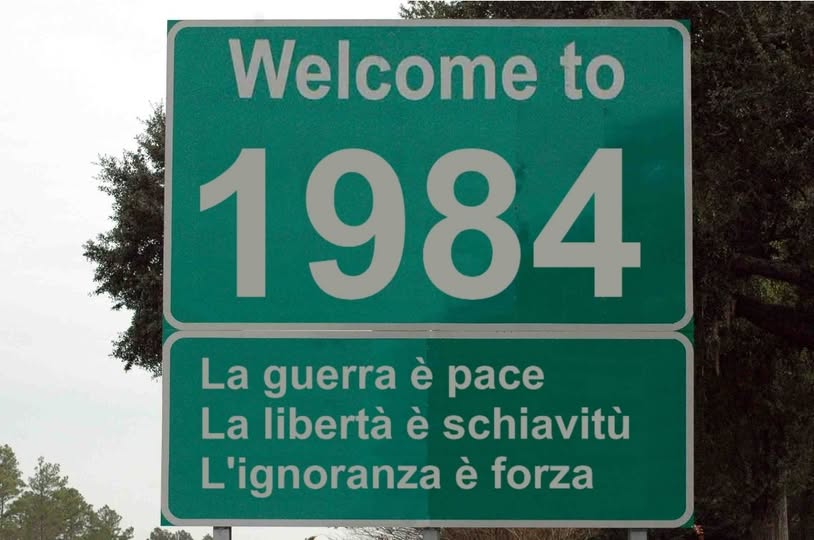 Welcome to
1984
La guerra è pace
La libertà è schiavitù
L'ignoranza è forza